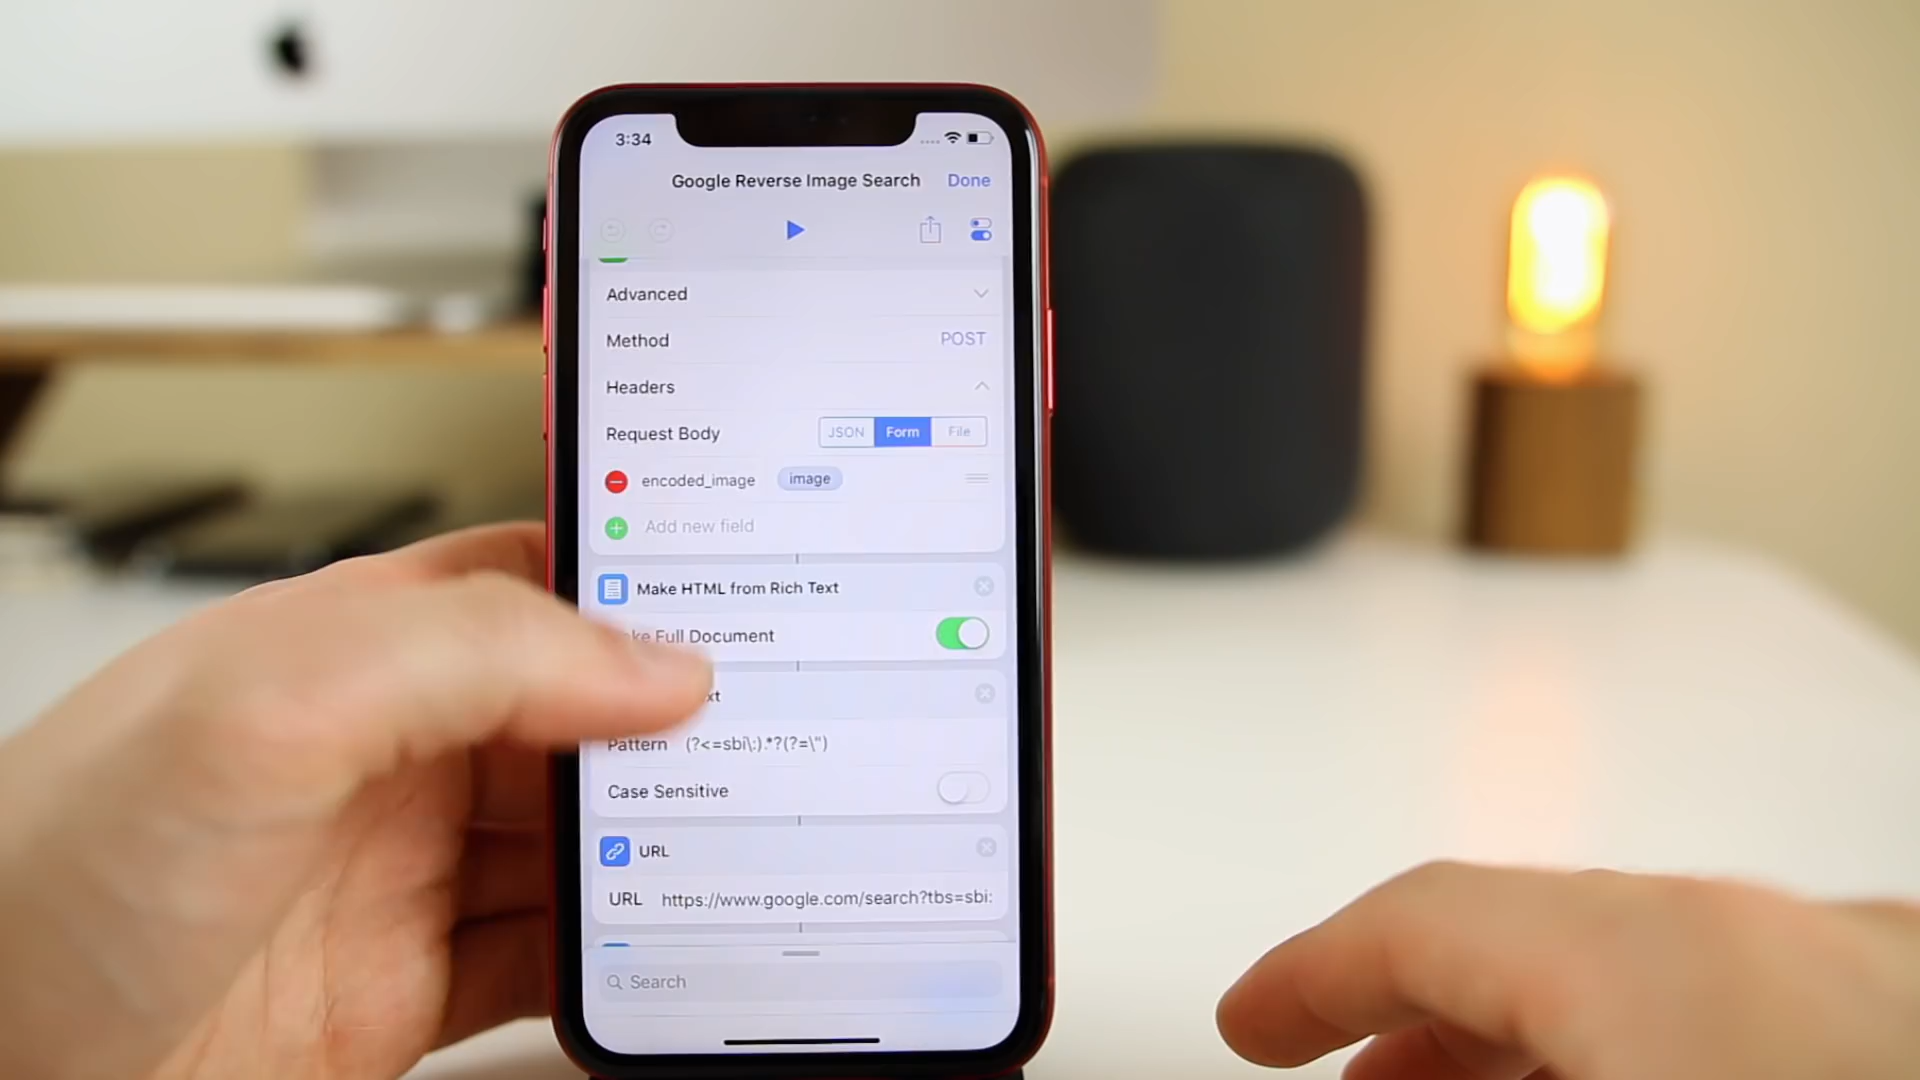 3:34
Google Reverse Image Search Done
Advanced
Method POST
Headers
Request Body JSON Form File
encoded_image image
Add new field
Make HTML from Rich Text
Full Document
Pattern (?<=sbi\:).*?(?=\")
Case Sensitive
URL
URL https://www.google.com/search?tbs=sbi:
Search